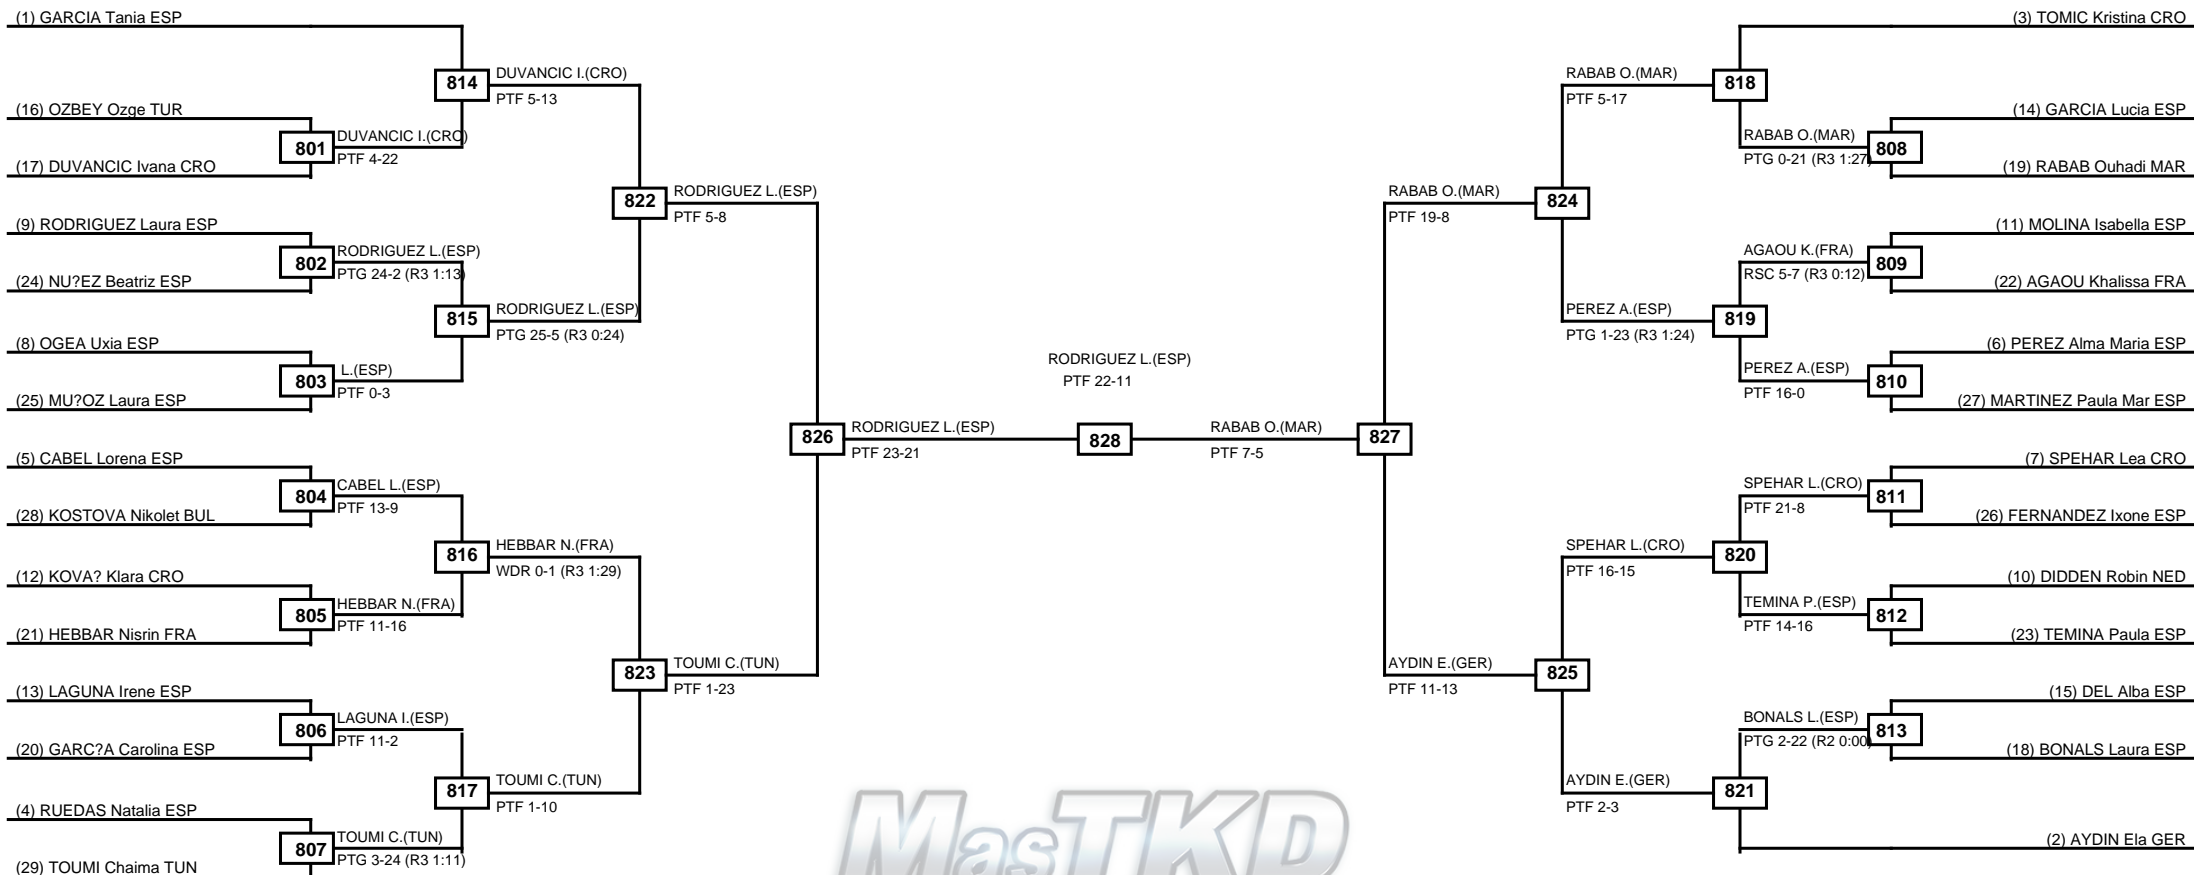 (1) GARCIA Tania ESP
814
DUVANCIC I.(CRO)
PTF 5-13
(16) OZBEY Ozge TUR
801
DUVANCIC I.(CRO)
PTF 4-22
(17) DUVANCIC Ivana CRO
822
RODRIGUEZ L.(ESP)
PTF 5-8
(9) RODRIGUEZ Laura ESP
802
RODRIGUEZ L.(ESP)
PTG 24-2 (R3 1:13)
(24) NU?EZ Beatriz ESP
815
RODRIGUEZ L.(ESP)
PTG 25-5 (R3 0:24)
(8) OGEA Uxia ESP
803
L.(ESP)
PTF 0-3
(25) MU?OZ Laura ESP
826
RODRIGUEZ L.(ESP)
PTF 23-21
(5) CABEL Lorena ESP
804
CABEL L.(ESP)
PTF 13-9
(28) KOSTOVA Nikolet BUL
816
HEBBAR N.(FRA)
WDR 0-1 (R3 1:29)
(12) KOVA? Klara CRO
805
HEBBAR N.(FRA)
PTF 11-16
(21) HEBBAR Nisrin FRA
823
TOUMI C.(TUN)
PTF 1-23
(13) LAGUNA Irene ESP
806
LAGUNA I.(ESP)
PTF 11-2
(20) GARC?A Carolina ESP
817
TOUMI C.(TUN)
PTF 1-10
(4) RUEDAS Natalia ESP
807
TOUMI C.(TUN)
PTG 3-24 (R3 1:11)
(29) TOUMI Chaima TUN
RODRIGUEZ L.(ESP)
PTF 22-11
828
(3) TOMIC Kristina CRO
RABAB O.(MAR)
PTF 5-17
818
(14) GARCIA Lucia ESP
RABAB O.(MAR)
PTG 0-21 (R3 1:27)
808
(19) RABAB Ouhadi MAR
RABAB O.(MAR)
PTF 19-8
824
(11) MOLINA Isabella ESP
AGAOU K.(FRA)
RSC 5-7 (R3 0:12)
809
(22) AGAOU Khalissa FRA
PEREZ A.(ESP)
PTG 1-23 (R3 1:24)
819
(6) PEREZ Alma Maria ESP
PEREZ A.(ESP)
PTF 16-0
810
(27) MARTINEZ Paula Mar ESP
RABAB O.(MAR)
PTF 7-5
827
(7) SPEHAR Lea CRO
SPEHAR L.(CRO)
PTF 21-8
811
(26) FERNANDEZ Ixone ESP
SPEHAR L.(CRO)
PTF 16-15
820
(10) DIDDEN Robin NED
TEMINA P.(ESP)
PTF 14-16
812
(23) TEMINA Paula ESP
AYDIN E.(GER)
PTF 11-13
825
(15) DEL Alba ESP
BONALS L.(ESP)
PTG 2-22 (R2 0:00)
813
(18) BONALS Laura ESP
AYDIN E.(GER)
PTF 2-3
821
(2) AYDIN Ela GER
MasTKD